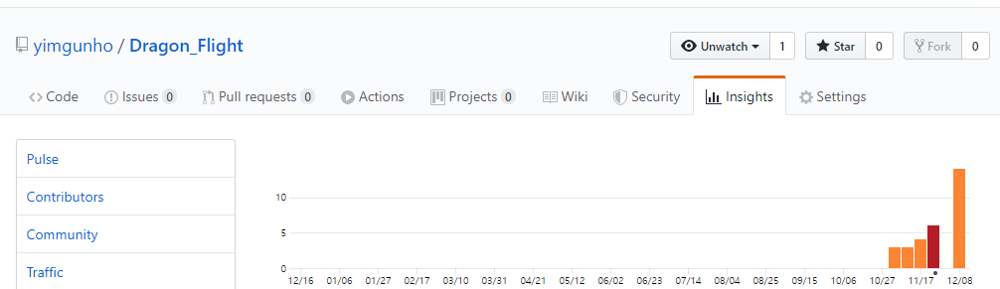 yimgunho / Dragon_Flight
Unwatch 1 Star 0 Fork 0
Code Issues 0 Pull requests 0 Actions Projects 0 Wiki Security Insights Settings
Pulse
Contributors
Community
Traffic
10
5
0
12/16 01/06 01/27 02/17 03/10 03/31 04/21 05/12 06/02 06/23 07/14 08/04 08/25 09/15 10/06 10/27 11/17 12/08